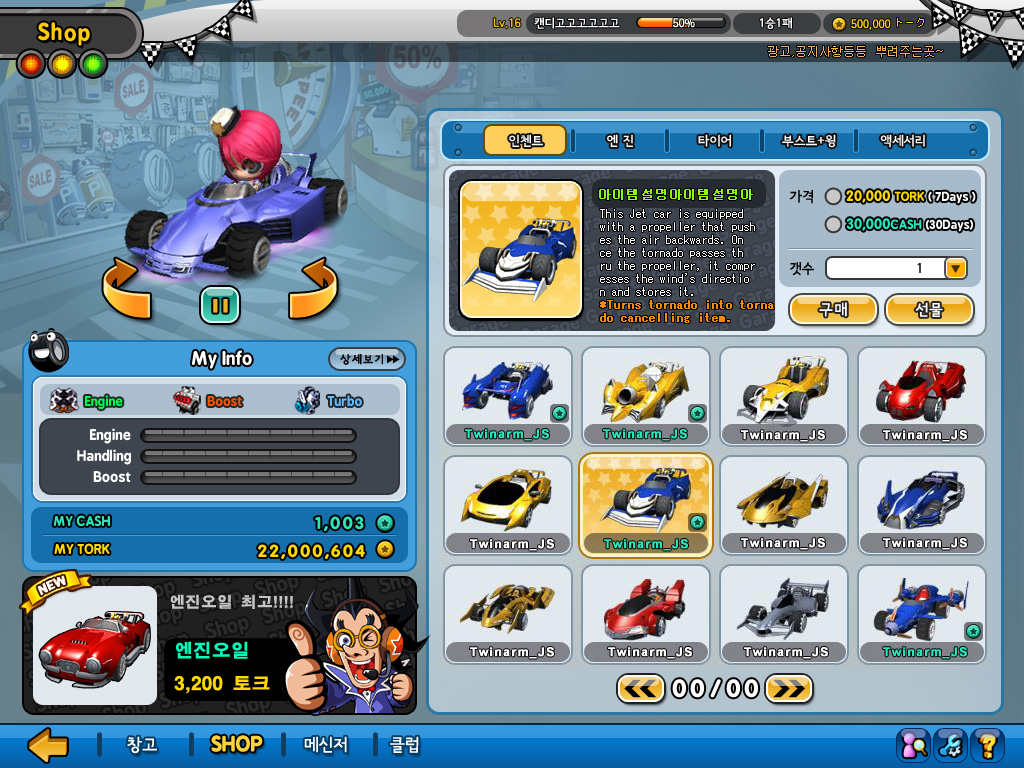 Shop
Lv,16 캔디고고고고고고 50% 1승1패 500,000 トーク
광고,공지사항등등 뿌려주는곳~
50%
SALE
SALE
인첸트 엔 진 타이어 부스트+윙 액세서리
아이템 설명아이템 설명아
This Jet car is equipped
with a propeller that push
es the air backwards. On
ce the tornado passes th
ru the propeller, it compr
esses the wind's directio
n and stores it.
*Turns tornado into torna
do cancelling item.
가격 20,000 TORK ( 7Days )
30,000CASH (30Days)
갯수 1
구매 선물
My Info 상세보기
Engine Boost Turbo
Engine
Handling
Boost
MY CASH 1,003
MY TORK 22,000,604
NEW
엔진오일 최고!!!!
엔진오일
3,200 토크
Twinarm_JS Twinarm_JS Twinarm_JS Twinarm_JS
Twinarm_JS Twinarm_JS Twinarm_JS Twinarm_JS
Twinarm_JS Twinarm_JS Twinarm_JS Twinarm_JS
00/00
창고 SHOP 메신저 클럽